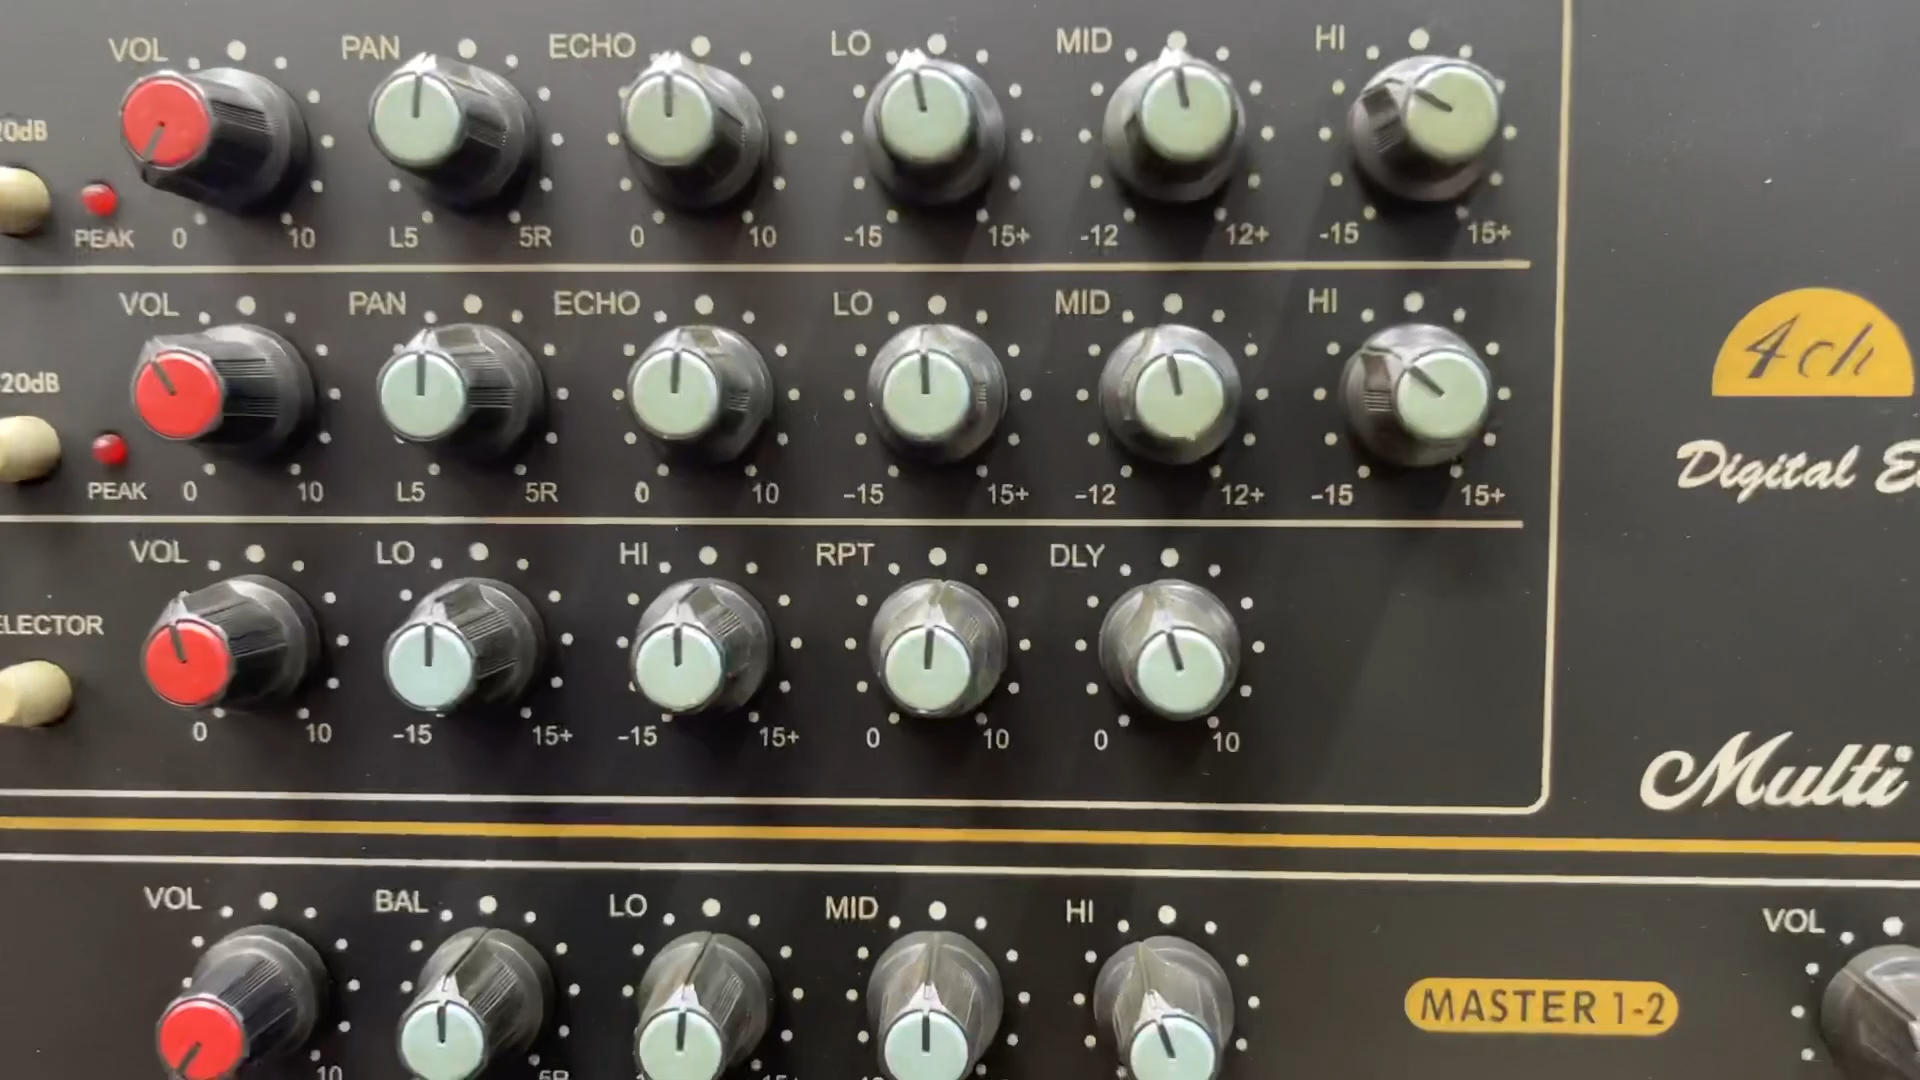 VOL PAN ECHO LO MID HI
20dB
PEAK 0 10 L5 5R 0 10 -15 15+ -12 12+ -15 15+
VOL PAN ECHO LO MID HI
20dB
4ch
PEAK 0 10 L5 5R 0 10 -15 15+ -12 12+ -15 15+
Digital
VOL LO HI RPT DLY
0 10 -15 15+ -15 15+ 0 10 0 10
Multi
VOL BAL LO MID HI VOL
MASTER 1-2
10 5R